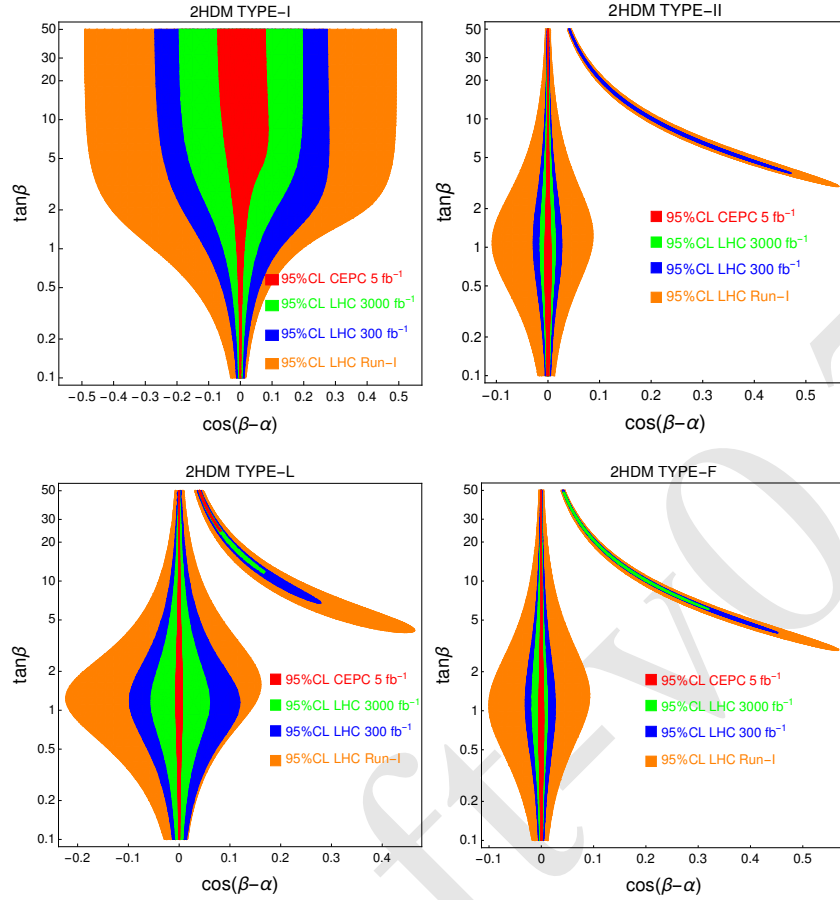 2HDM TYPE-I
50
30
20
10
5
2
1
0.5
0.2
0.1
tanβ
95%CL CEPC 5 fb⁻¹
95%CL LHC 3000 fb⁻¹
95%CL LHC 300 fb⁻¹
95%CL LHC Run-I
-0.5 -0.4 -0.3 -0.2 -0.1 0 0.1 0.2 0.3 0.4 0.5
cos(β-α)
2HDM TYPE-II
50
30
20
10
5
2
1
0.5
0.2
0.1
tanβ
95%CL CEPC 5 fb⁻¹
95%CL LHC 3000 fb⁻¹
95%CL LHC 300 fb⁻¹
95%CL LHC Run-I
-0.1 0 0.1 0.2 0.3 0.4 0.5
cos(β-α)
2HDM TYPE-L
50
30
20
10
5
2
1
0.5
0.2
0.1
tanβ
95%CL CEPC 5 fb⁻¹
95%CL LHC 3000 fb⁻¹
95%CL LHC 300 fb⁻¹
95%CL LHC Run-I
-0.2 -0.1 0 0.1 0.2 0.3 0.4
cos(β-α)
2HDM TYPE-F
50
30
20
10
5
2
1
0.5
0.2
0.1
tanβ
95%CL CEPC 5 fb⁻¹
95%CL LHC 3000 fb⁻¹
95%CL LHC 300 fb⁻¹
95%CL LHC Run-I
-0.1 0 0.1 0.2 0.3 0.4 0.5
cos(β-α)